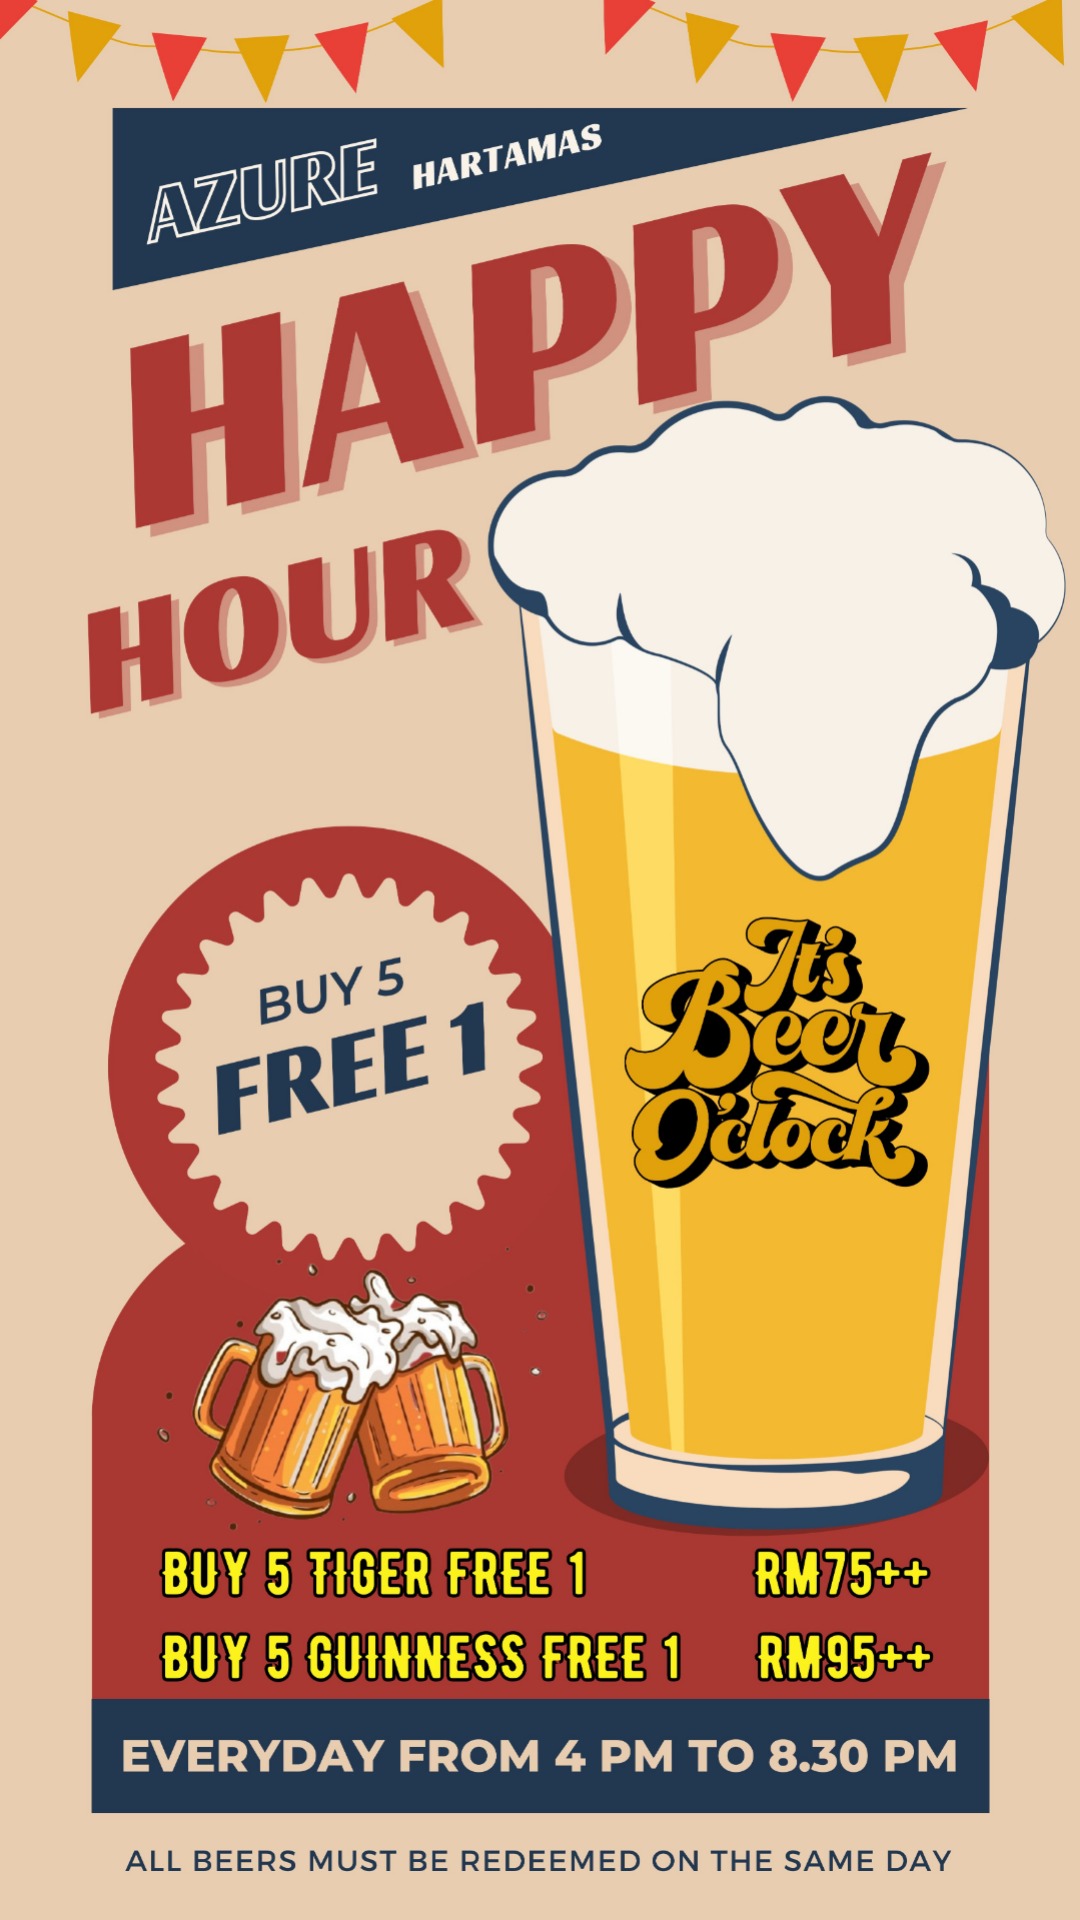 AZURE HARTAMAS
HAPPY
HOUR
BUY 5
FREE 1
It's
Beer
O'clock
BUY 5 TIGER FREE 1 RM75++
BUY 5 GUINNESS FREE 1 RM95++
EVERYDAY FROM 4 PM TO 8.30 PM
ALL BEERS MUST BE REDEEMED ON THE SAME DAY